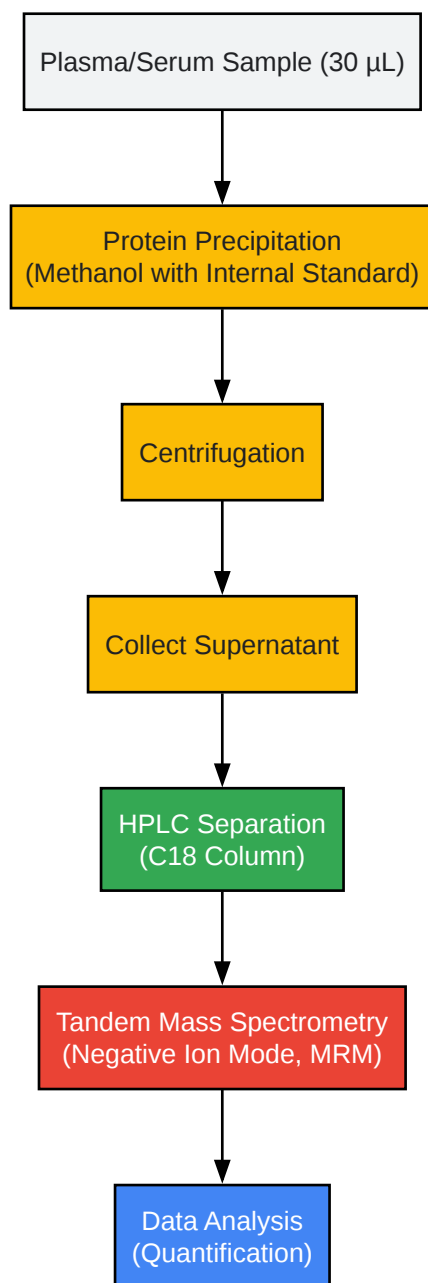 Plasma/Serum Sample (30 µL)
Protein Precipitation
(Methanol with Internal Standard)
Centrifugation
Collect Supernatant
HPLC Separation
(C18 Column)
Tandem Mass Spectrometry
(Negative Ion Mode, MRM)
Data Analysis
(Quantification)